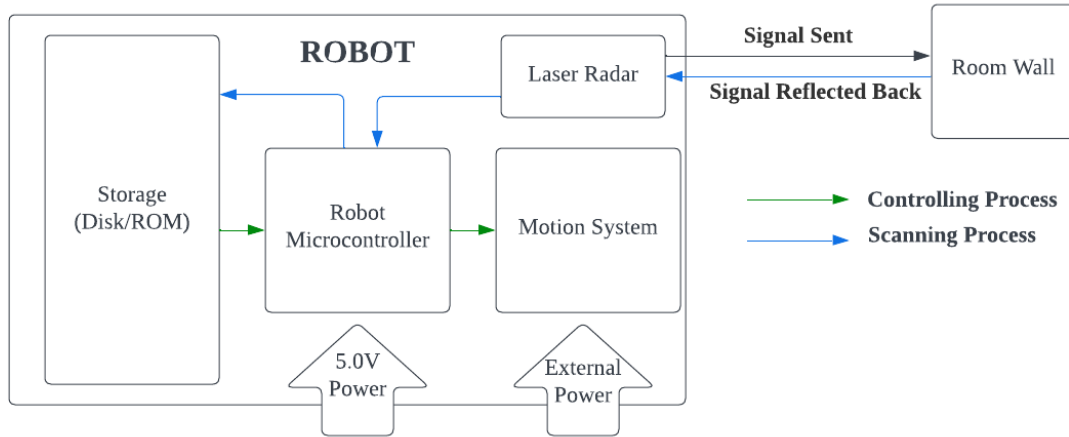 ROBOT
Storage
(Disk/ROM)
Robot
Microcontroller
Laser Radar
Motion System
5.0V
Power
External
Power
Signal Sent
Signal Reflected Back
Room Wall
Controlling Process
Scanning Process